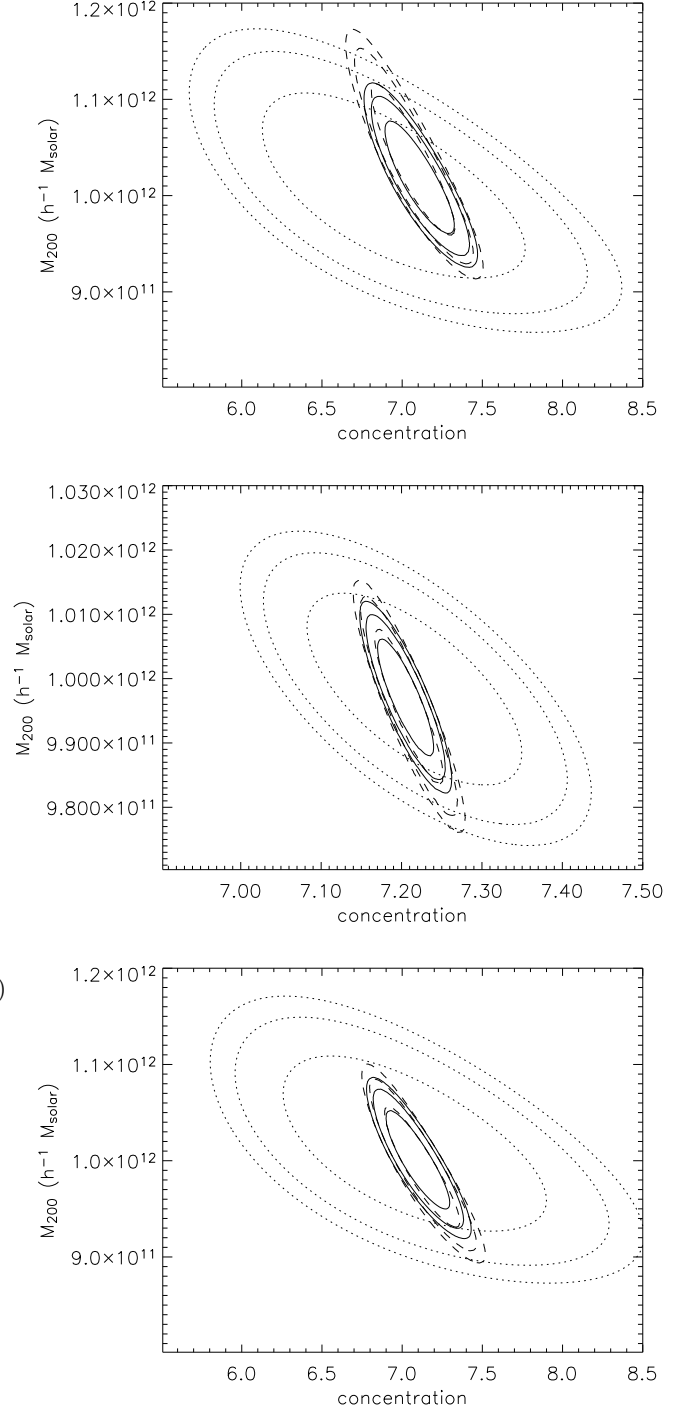 1.2×10¹²
1.1×10¹²
1.0×10¹²
9.0×10¹¹
M₂₀₀ (h⁻¹ Mₛₒₗₐᵣ)
6.0 6.5 7.0 7.5 8.0 8.5
concentration
1.030×10¹²
1.020×10¹²
1.010×10¹²
1.000×10¹²
9.900×10¹¹
9.800×10¹¹
M₂₀₀ (h⁻¹ Mₛₒₗₐᵣ)
7.00 7.10 7.20 7.30 7.40 7.50
concentration
)
1.2×10¹²
1.1×10¹²
1.0×10¹²
9.0×10¹¹
M₂₀₀ (h⁻¹ Mₛₒₗₐᵣ)
6.0 6.5 7.0 7.5 8.0 8.5
concentration